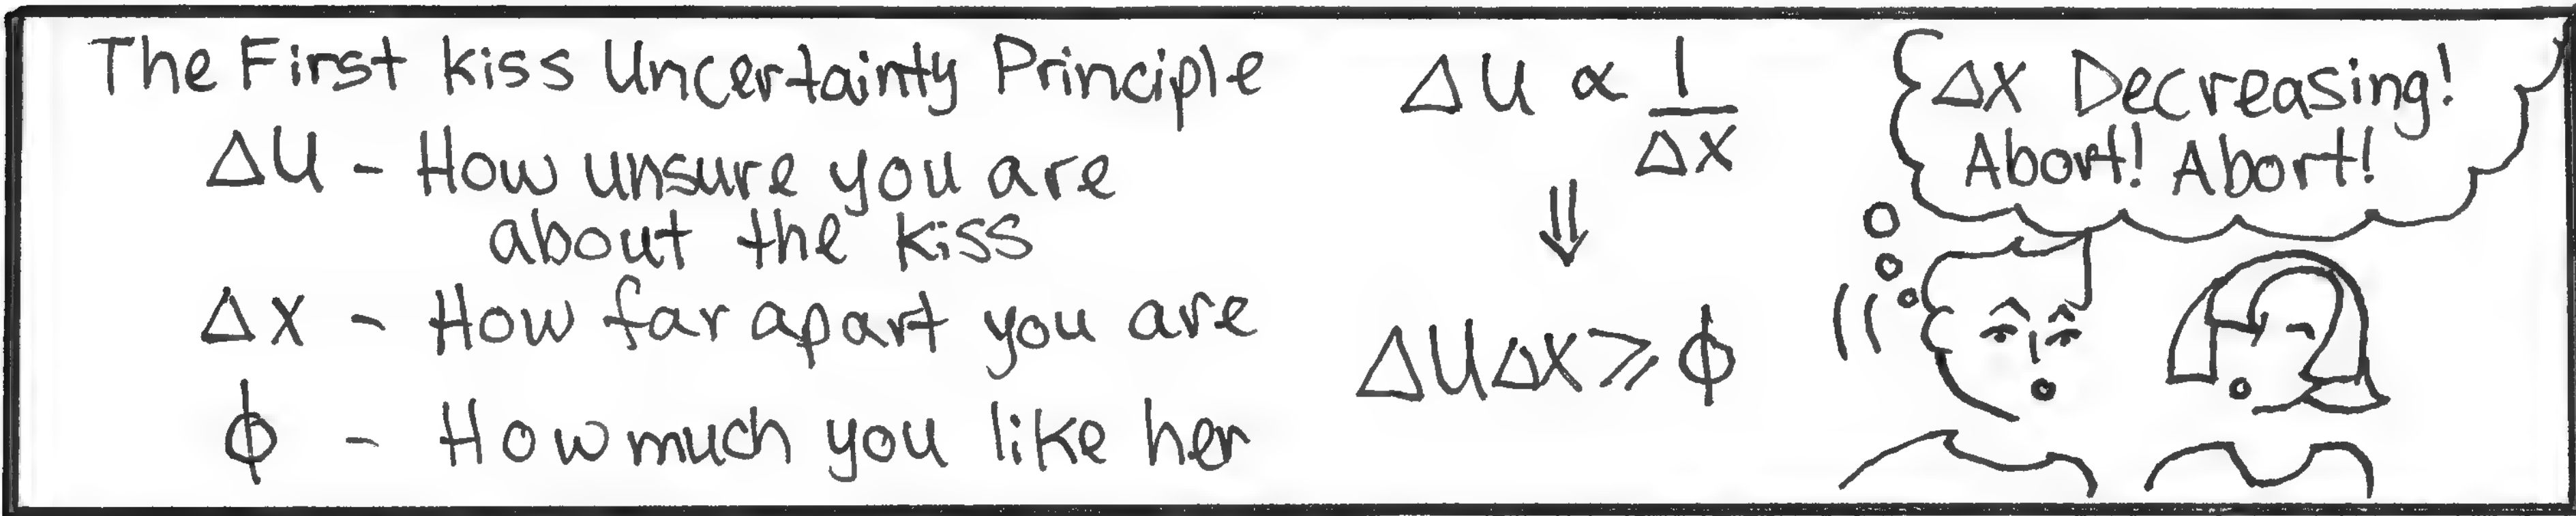 The First Kiss Uncertainty Principle
ΔU - How unsure you are
about the kiss
Δx - How far apart you are
ϕ - How much you like her
ΔU ∝ 1/Δx
⇓
ΔUΔx ⩾ ϕ
Δx Decreasing!
Abort! Abort!